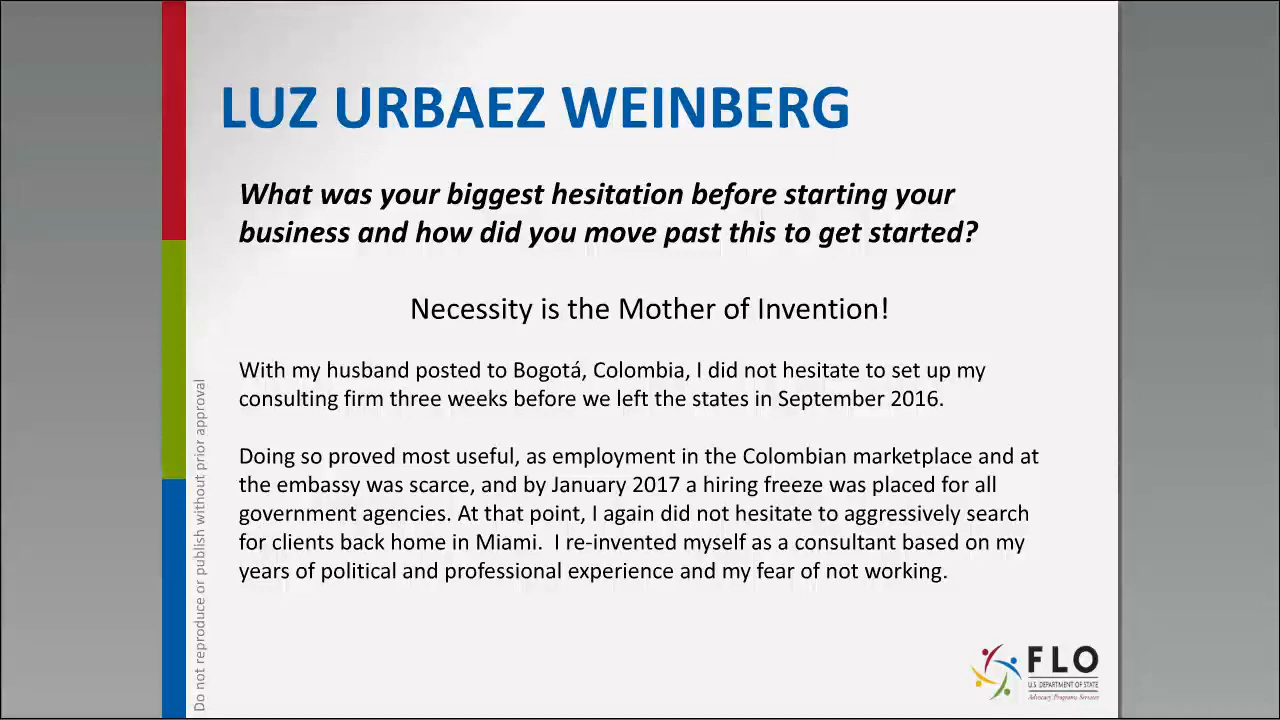 LUZ URBAEZ WEINBERG
What was your biggest hesitation before starting your
business and how did you move past this to get started?
Necessity is the Mother of Invention!
With my husband posted to Bogotá, Colombia, I did not hesitate to set up my
consulting firm three weeks before we left the states in September 2016.
Doing so proved most useful, as employment in the Colombian marketplace and at
the embassy was scarce, and by January 2017 a hiring freeze was placed for all
government agencies. At that point, I again did not hesitate to aggressively search
for clients back home in Miami.  I re-invented myself as a consultant based on my
years of political and professional experience and my fear of not working.
Do not reproduce or publish without prior approval
FLO
U.S. DEPARTMENT OF STATE
Advocacy Programs Services